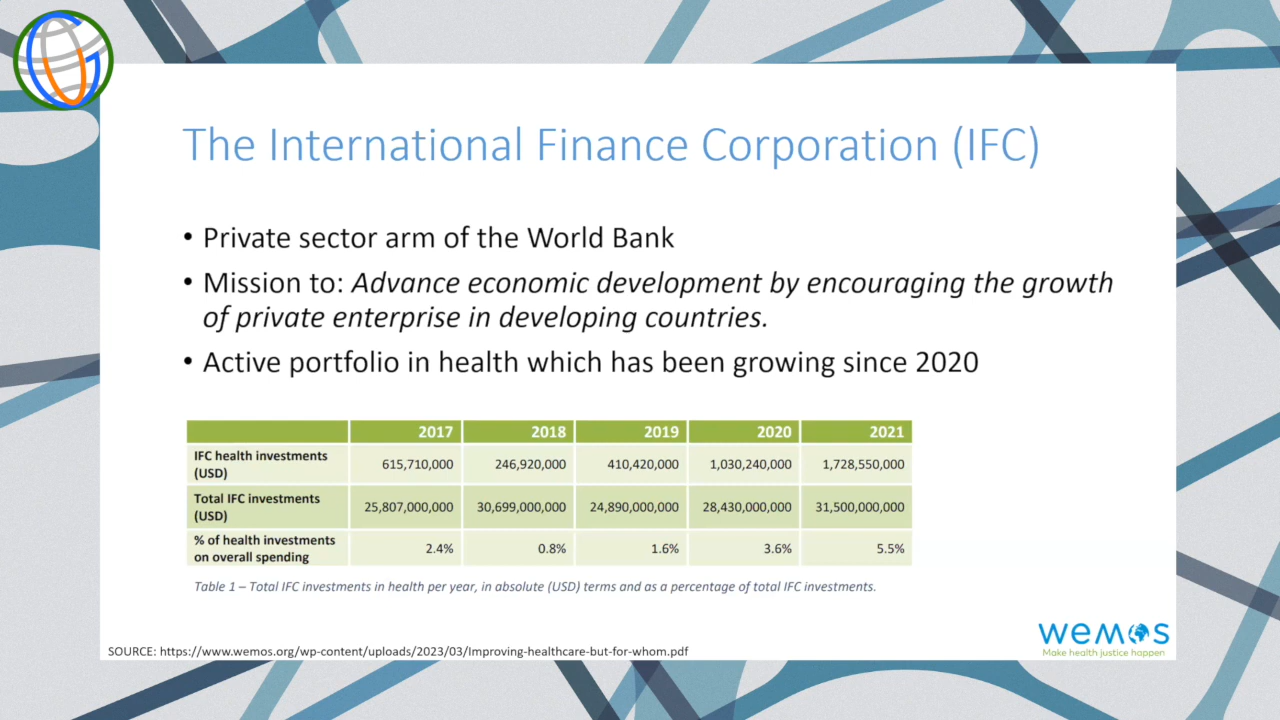 The International Finance Corporation (IFC)
• Private sector arm of the World Bank
• Mission to: Advance economic development by encouraging the growth
of private enterprise in developing countries.
• Active portfolio in health which has been growing since 2020
2017 2018 2019 2020 2021
IFC health investments
(USD) 615,710,000 246,920,000 410,420,000 1,030,240,000 1,728,550,000
Total IFC investments
(USD) 25,807,000,000 30,699,000,000 24,890,000,000 28,430,000,000 31,500,000,000
% of health investments
on overall spending 2.4% 0.8% 1.6% 3.6% 5.5%
Table 1 – Total IFC investments in health per year, in absolute (USD) terms and as a percentage of total IFC investments.
wemos
Make health justice happen
SOURCE: https://www.wemos.org/wp-content/uploads/2023/03/Improving-healthcare-but-for-whom.pdf